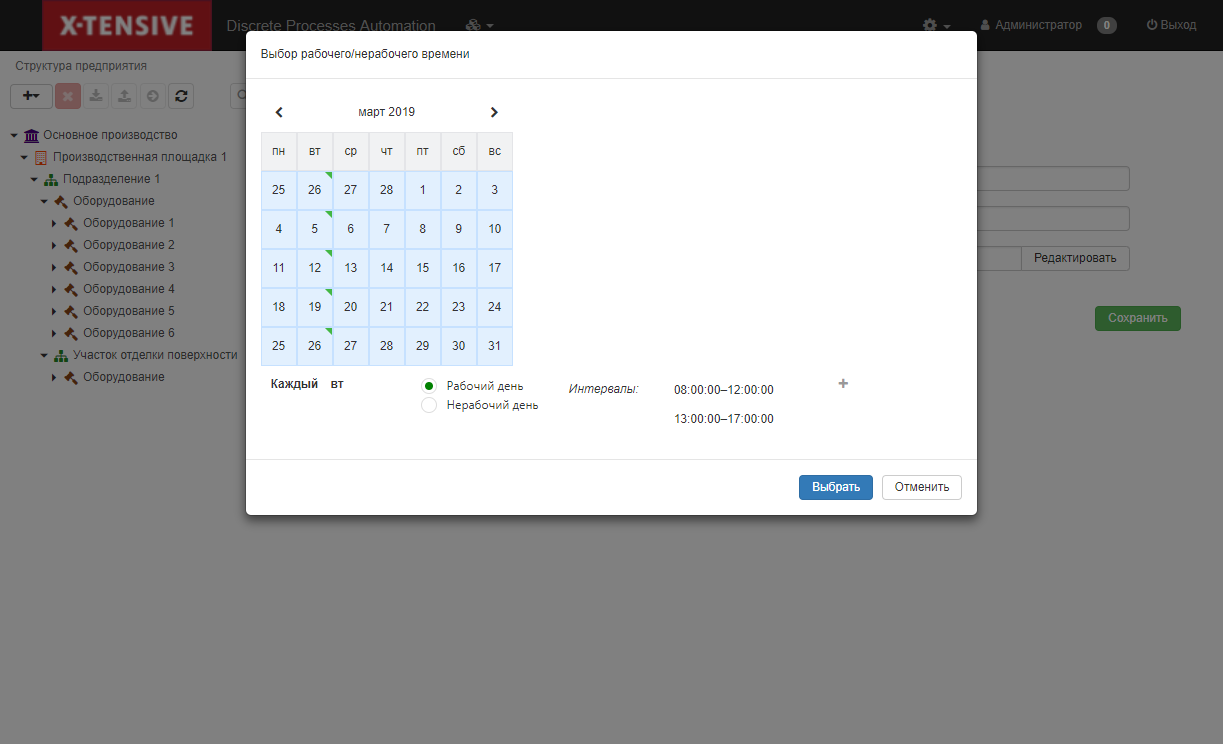 X-TENSIVE
Discrete Processes Automation
Администратор
0
Выход
Структура предприятия
Основное производство
Производственная площадка 1
Подразделение 1
Оборудование
Оборудование 1
Оборудование 2
Оборудование 3
Оборудование 4
Оборудование 5
Оборудование 6
Участок отделки поверхности
Оборудование
Редактировать
Сохранить
Выбор рабочего/нерабочего времени
март 2019
пн вт ср чт пт сб вс
25 26 27 28 1 2 3
4 5 6 7 8 9 10
11 12 13 14 15 16 17
18 19 20 21 22 23 24
25 26 27 28 29 30 31
Каждый вт
Рабочий день
Нерабочий день
Интервалы:
08:00:00–12:00:00
13:00:00–17:00:00
Выбрать
Отменить